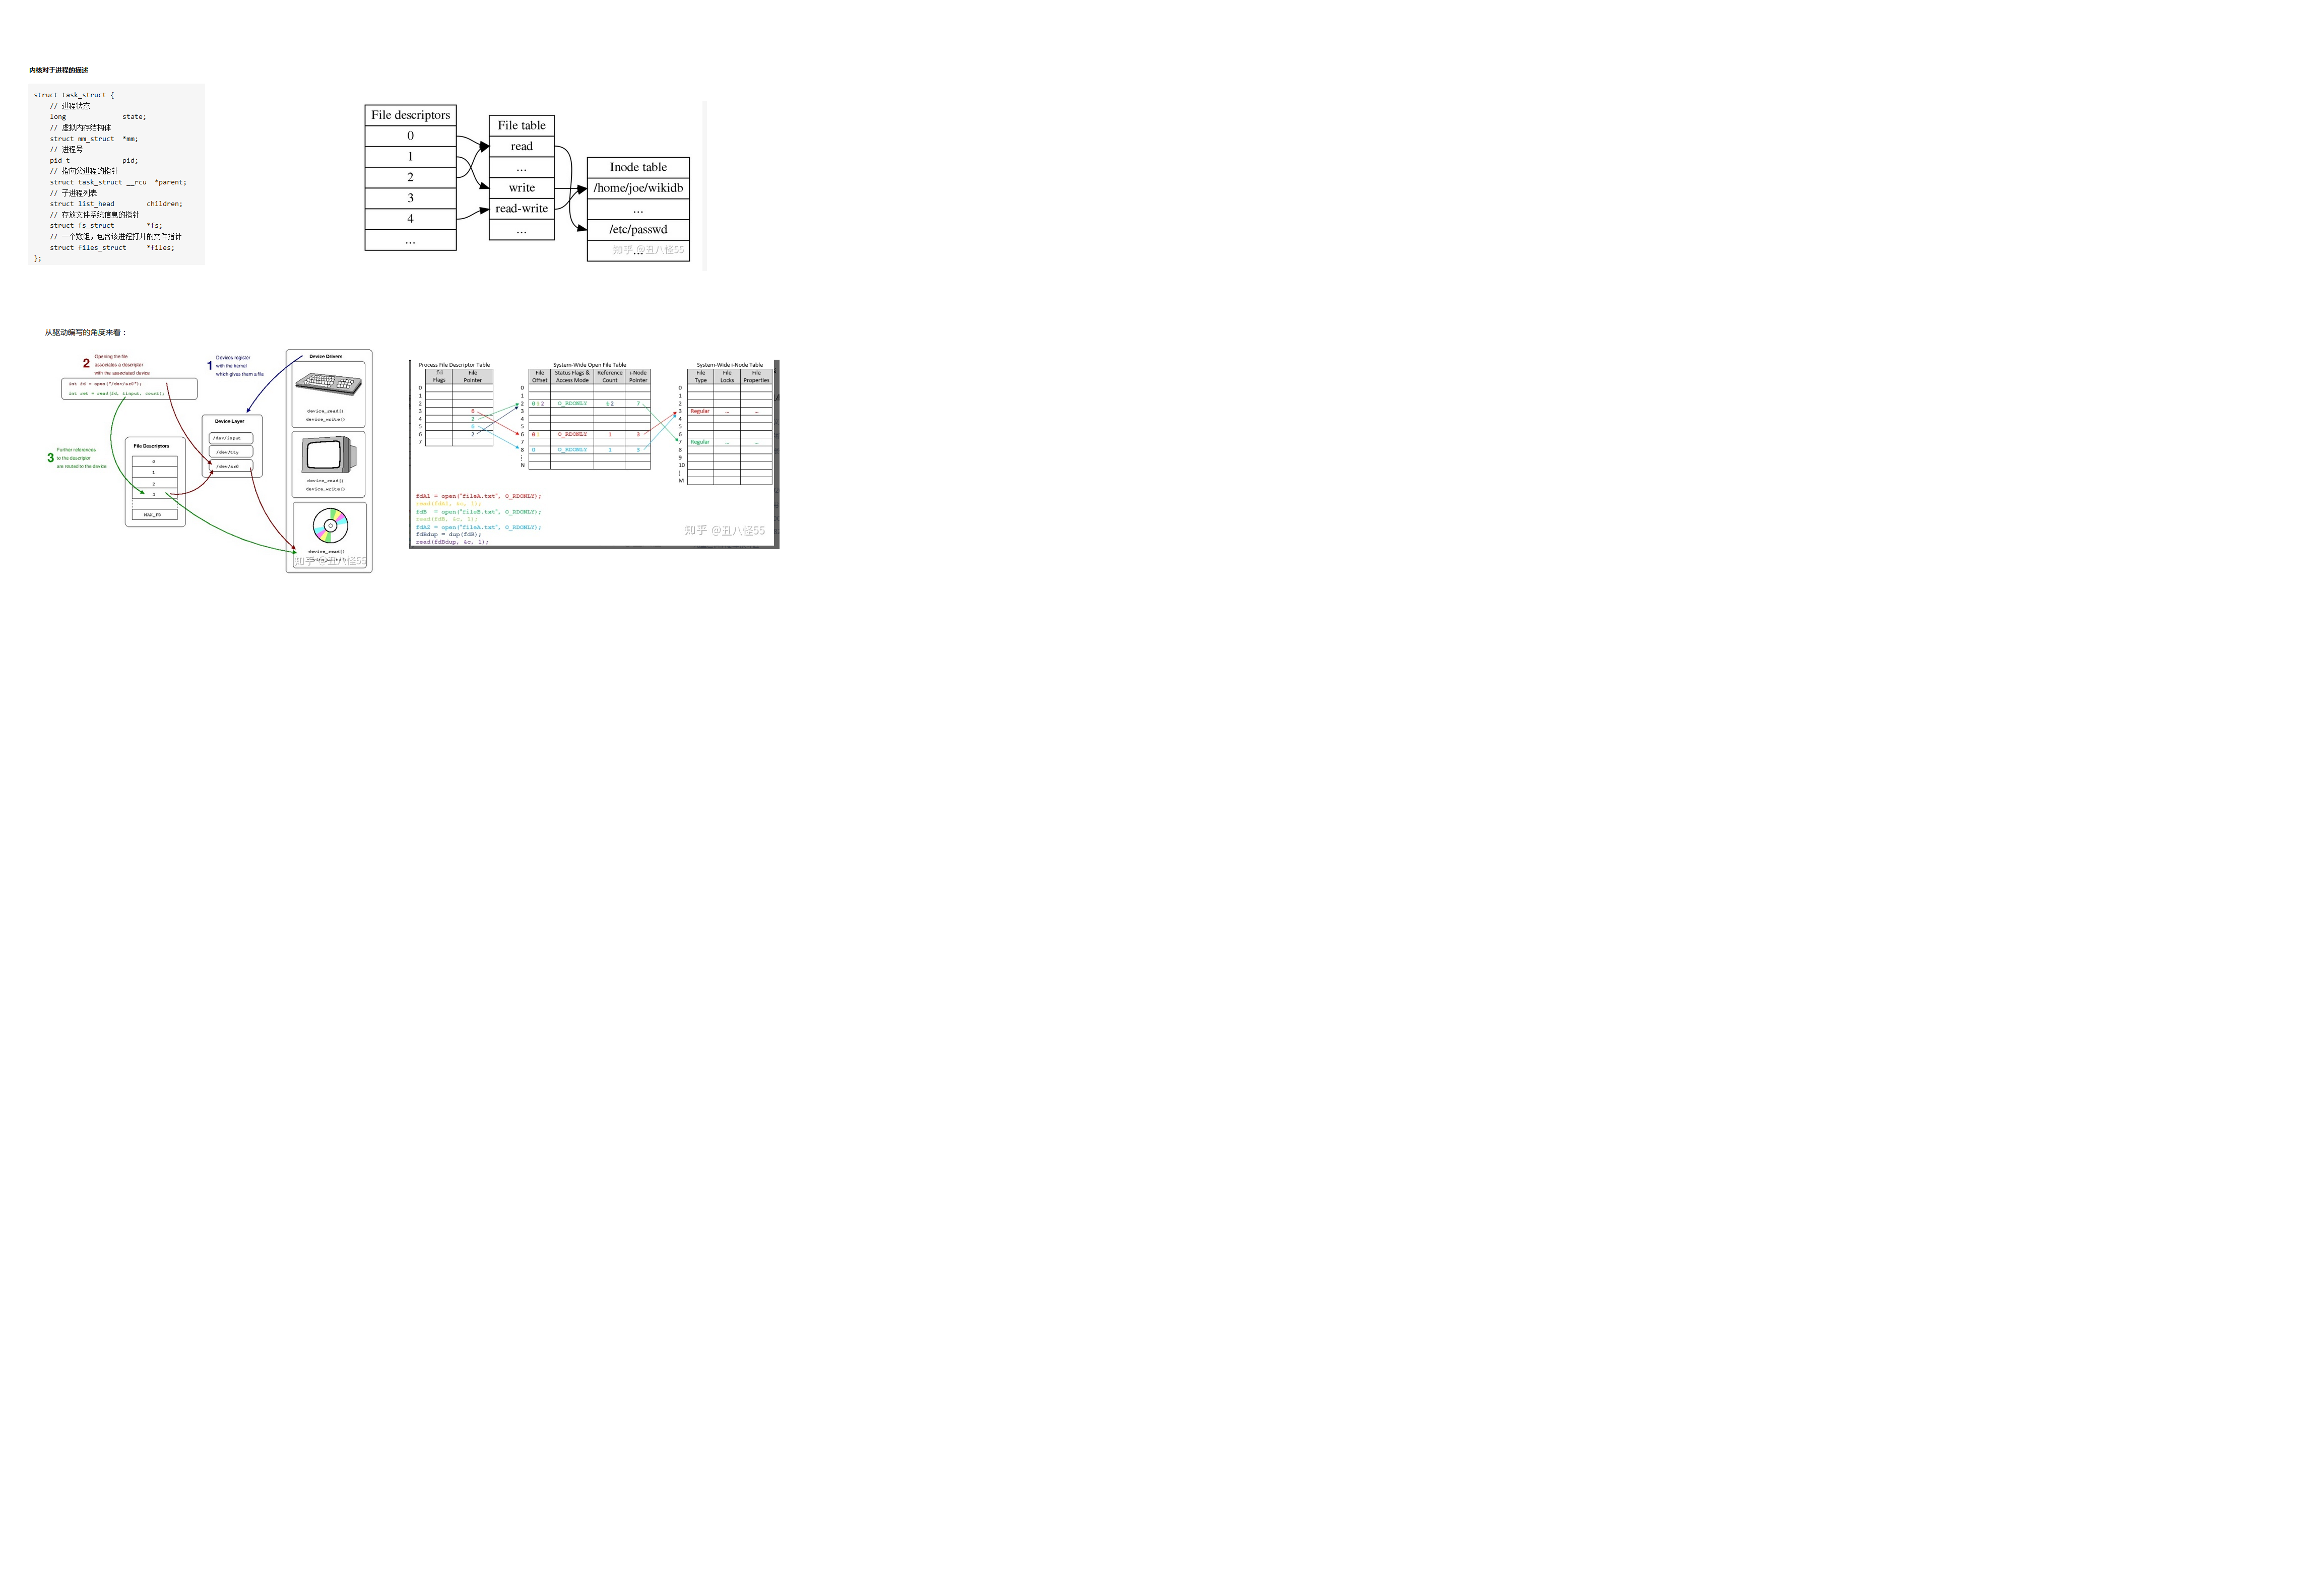 内核对于进程的描述
struct task_struct {
// 进程状态
long state;
// 虚拟内存结构体
struct mm_struct *mm;
// 进程号
pid_t pid;
// 指向父进程的指针
struct task_struct __rcu *parent;
// 子进程列表
struct list_head children;
// 存放文件系统信息的指针
struct fs_struct *fs;
// 一个数组，包含该进程打开的文件指针
struct files_struct *files;
};
File descriptors
0
1
2
3
4
...
File table
read
...
write
read-write
...
Inode table
/home/joe/wikidb
...
/etc/passwd
...
知乎 @丑八怪55
从驱动编写的角度来看：
2
Opening the file
associates a descriptor
with the associated device
1
Devices register
with the kernel
which gives them a file
int fd = open("/dev/sr0");
int ret = read(fd, &input, count);
3
Further references
to the descriptor
are routed to the device
File Descriptors
0
1
2
3
MAX_FD
Device Layer
/dev/input
/dev/tty
/dev/sr0
Device Drivers
device_read()
device_write()
device_read()
device_write()
device_read()
知乎 @丑八怪55
Process File Descriptor Table
fd Flags
File Pointer
0
1
2
3 6
4 2
5 8
6 2
7
System-Wide Open File Table
File Offset
Status Flags & Access Mode
Reference Count
i-Node Pointer
0
1
2 0 1 2 O_RDONLY 1 2 7
3
4
5
6 0 1 O_RDONLY 1 3
7
8 0 O_RDONLY 1 3
N
System-Wide i-Node Table
File Type
File Locks
File Properties
0
1
2
3 Regular ... ...
4
5
6
7 Regular ... ...
8
9
10
M
fdA1 = open("fileA.txt", O_RDONLY);
read(fdA1, &c, 1);
fdB = open("fileB.txt", O_RDONLY);
read(fdB, &c, 1);
fdA2 = open("fileA.txt", O_RDONLY);
fdBdup = dup(fdB);
read(fdBdup, &c, 1);
知乎 @丑八怪55